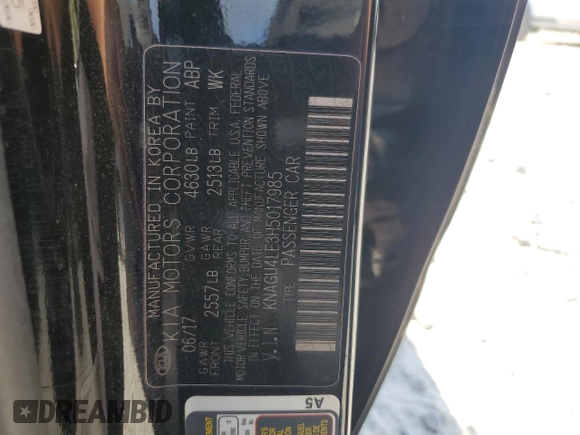 MANUFACTURED IN KOREA BY
KIA MOTORS CORPORATION
06/17 GVWR 4630LB PAINT ABP
GAWR FRONT 2557LB GAWR REAR 2513LB TRIM WK
THIS VEHICLE CONFORMS TO ALL APPLICABLE U.S.A. FEDERAL
MOTOR VEHICLE SAFETY, BUMPER, AND THEFT PREVENTION STANDARDS
IN EFFECT ON THE DATE OF MANUFACTURE SHOWN ABOVE
V.I.N KNAGU4LE3H5017985
TYPE: PASSENGER CAR
A5
DREAMBID